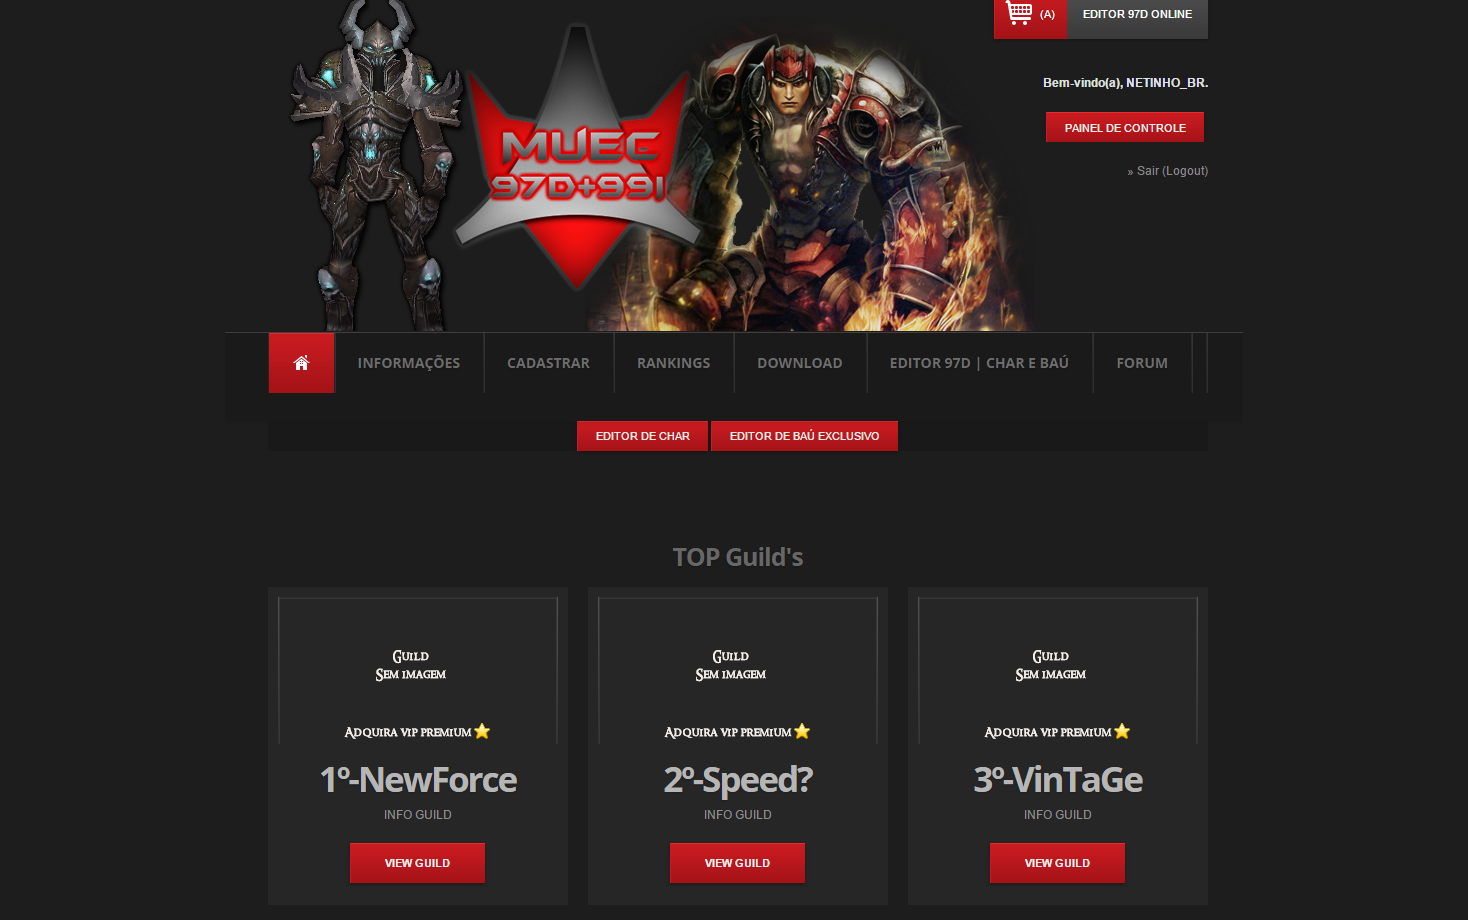 (A)
EDITOR 97D ONLINE
Bem-vindo(a), NETINHO_BR.
PAINEL DE CONTROLE
» Sair (Logout)
MUEC
97D+99I
INFORMAÇÕES
CADASTRAR
RANKINGS
DOWNLOAD
EDITOR 97D | CHAR E BAÚ
FORUM
EDITOR DE CHAR
EDITOR DE BAÚ EXCLUSIVO
TOP Guild's
Guild
Sem imagem
Adquira vip premium
1º-NewForce
INFO GUILD
VIEW GUILD
Guild
Sem imagem
Adquira vip premium
2º-Speed?
INFO GUILD
VIEW GUILD
Guild
Sem imagem
Adquira vip premium
3º-VinTaGe
INFO GUILD
VIEW GUILD